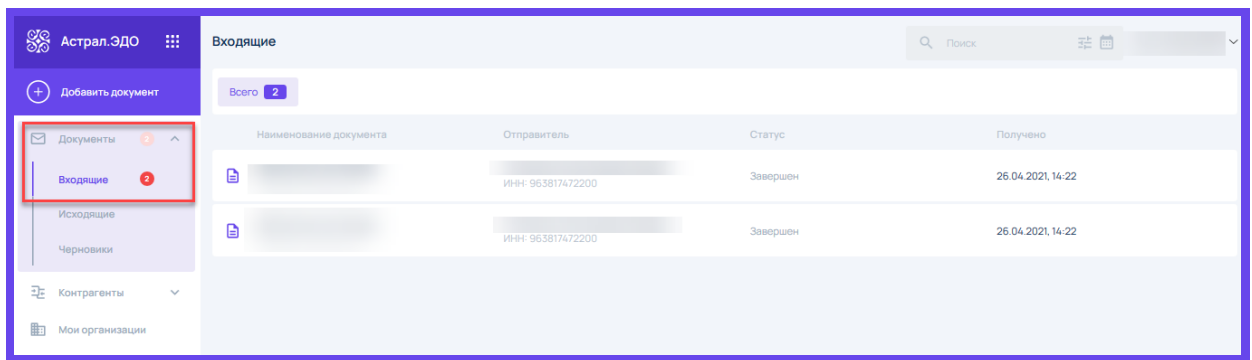 Астрал.ЭДО
Входящие
Поиск
Добавить документ
Всего 2
Документы 2
Наименование документа Отправитель Статус Получено
Входящие 2
ИНН: 963817472200 Завершен 26.04.2021, 14:22
Исходящие
ИНН: 963817472200 Завершен 26.04.2021, 14:22
Черновики
Контрагенты
Мои организации